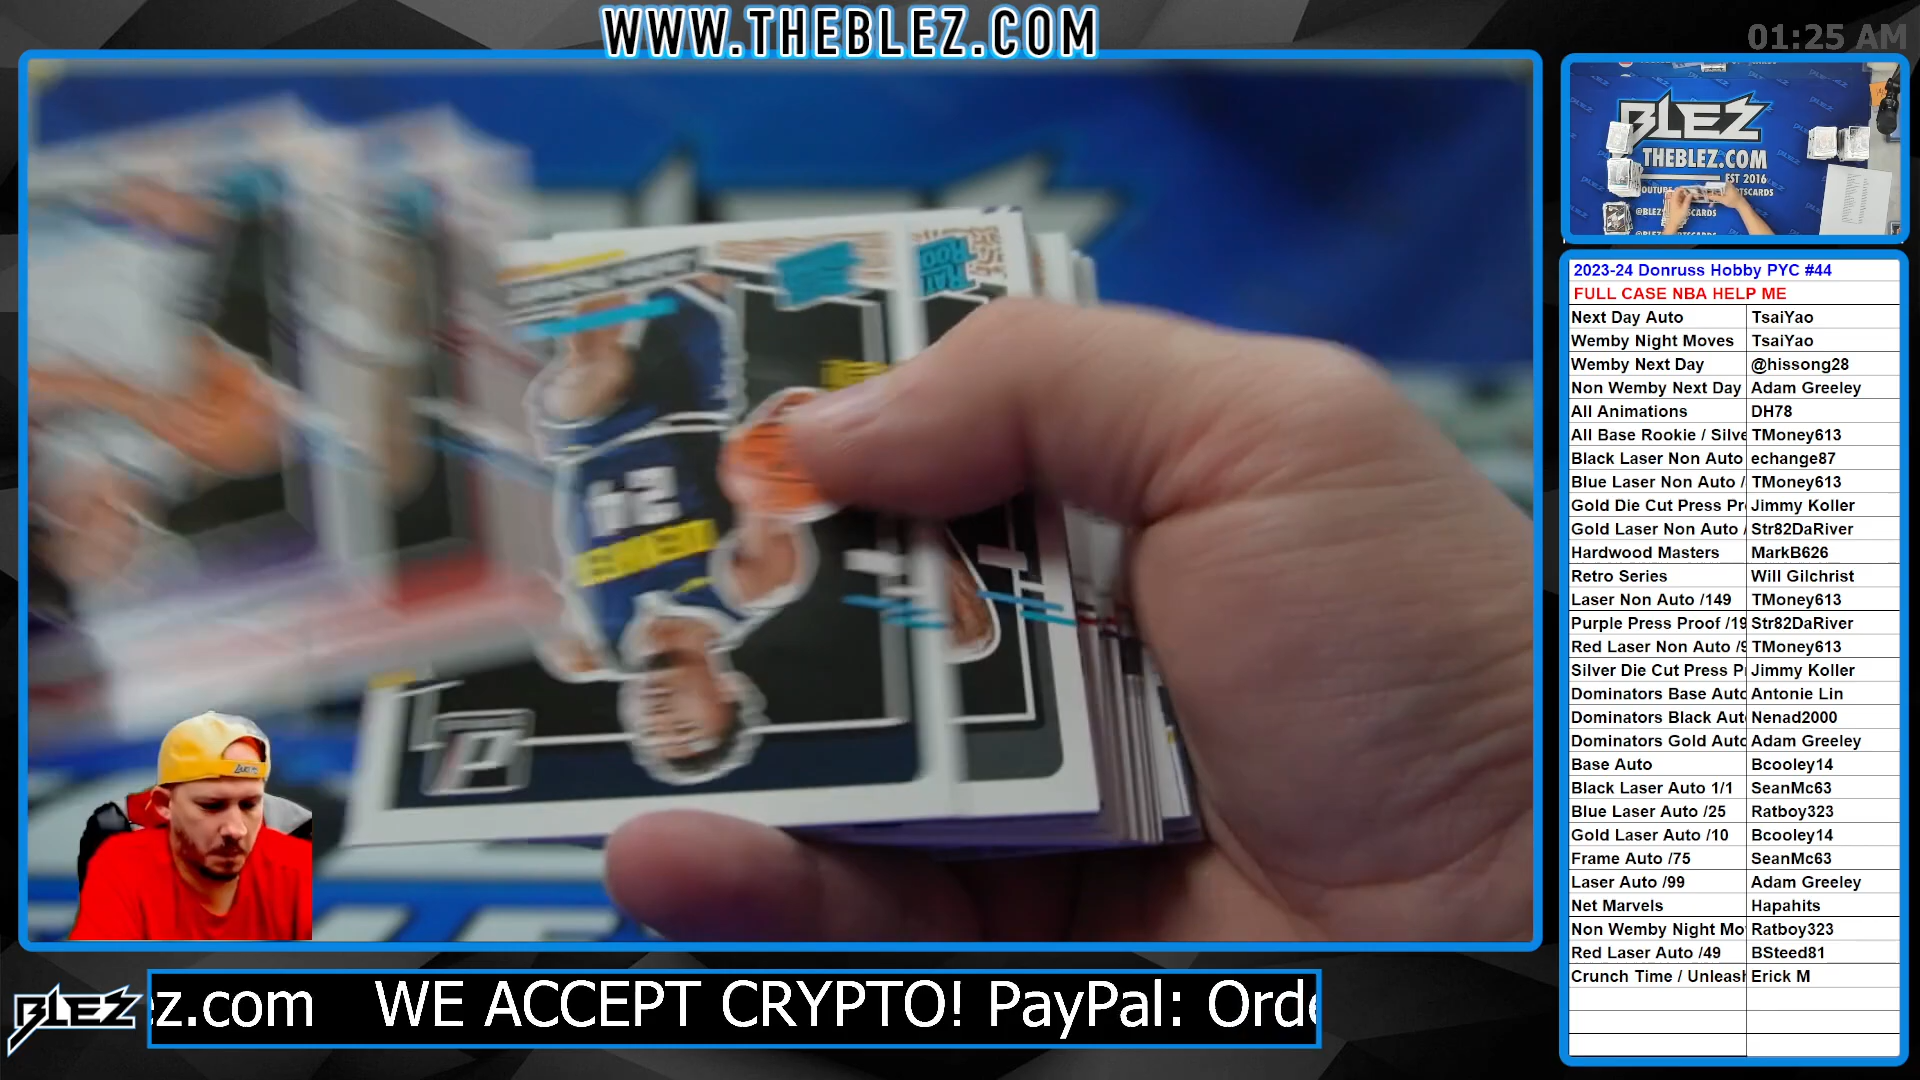 WWW.THEBLEZ.COM
01:25 AM
BLEZ
THEBLEZ.COM
EST 2016
2023-24 Donruss Hobby PYC #44
FULL CASE NBA HELP ME
Next Day Auto TsaiYao
Wemby Night Moves TsaiYao
Wemby Next Day @hissong28
Non Wemby Next Day Adam Greeley
All Animations DH78
All Base Rookie / Silve TMoney613
Black Laser Non Auto echange87
Blue Laser Non Auto / TMoney613
Gold Die Cut Press Pr Jimmy Koller
Gold Laser Non Auto / Str82DaRiver
Hardwood Masters MarkB626
Retro Series Will Gilchrist
Laser Non Auto /149 TMoney613
Purple Press Proof /19 Str82DaRiver
Red Laser Non Auto /9 TMoney613
Silver Die Cut Press P Jimmy Koller
Dominators Base Auto Antonie Lin
Dominators Black Aut Nenad2000
Dominators Gold Auto Adam Greeley
Base Auto Bcooley14
Black Laser Auto 1/1 SeanMc63
Blue Laser Auto /25 Ratboy323
Gold Laser Auto /10 Bcooley14
Frame Auto /75 SeanMc63
Laser Auto /99 Adam Greeley
Net Marvels Hapahits
Non Wemby Night Mo Ratboy323
Red Laser Auto /49 BSteed81
Crunch Time / Unleash Erick M
BLEZ
z.com WE ACCEPT CRYPTO! PayPal: Orde